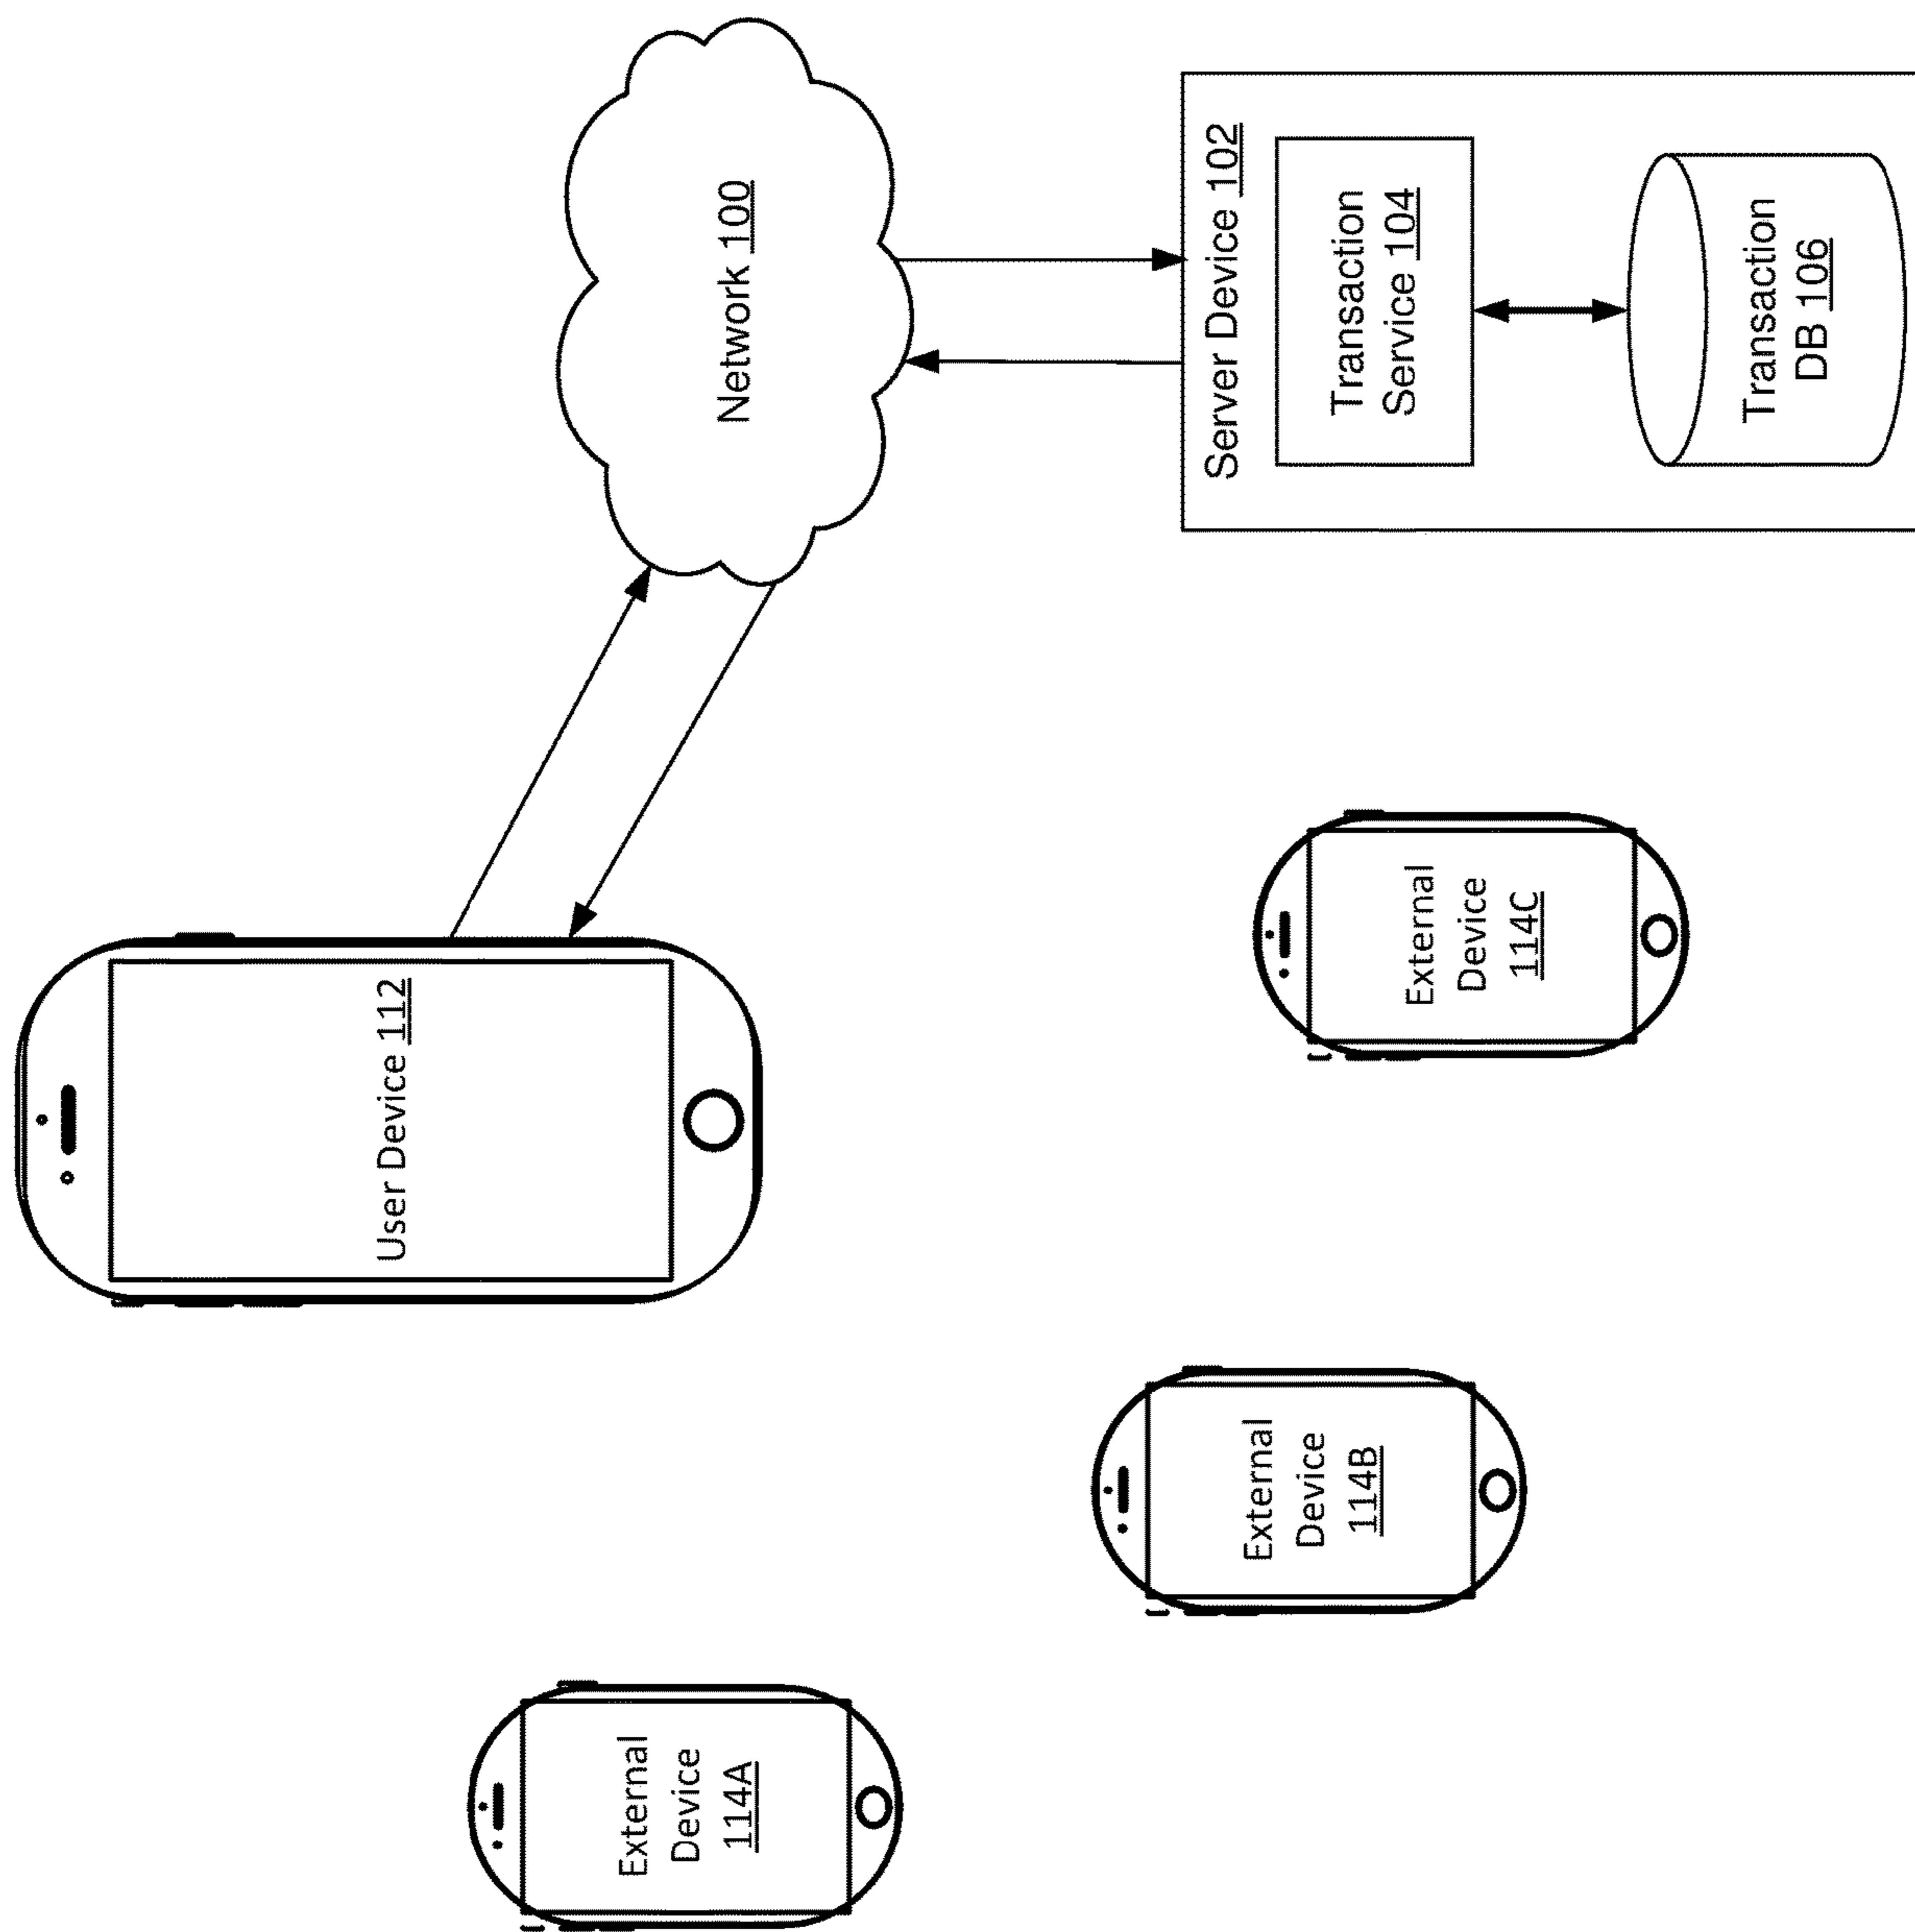 User Device 112
Network 100
Server Device 102
Transaction
Service 104
Transaction
DB 106
External
Device
114A
External
Device
114B
External
Device
114C